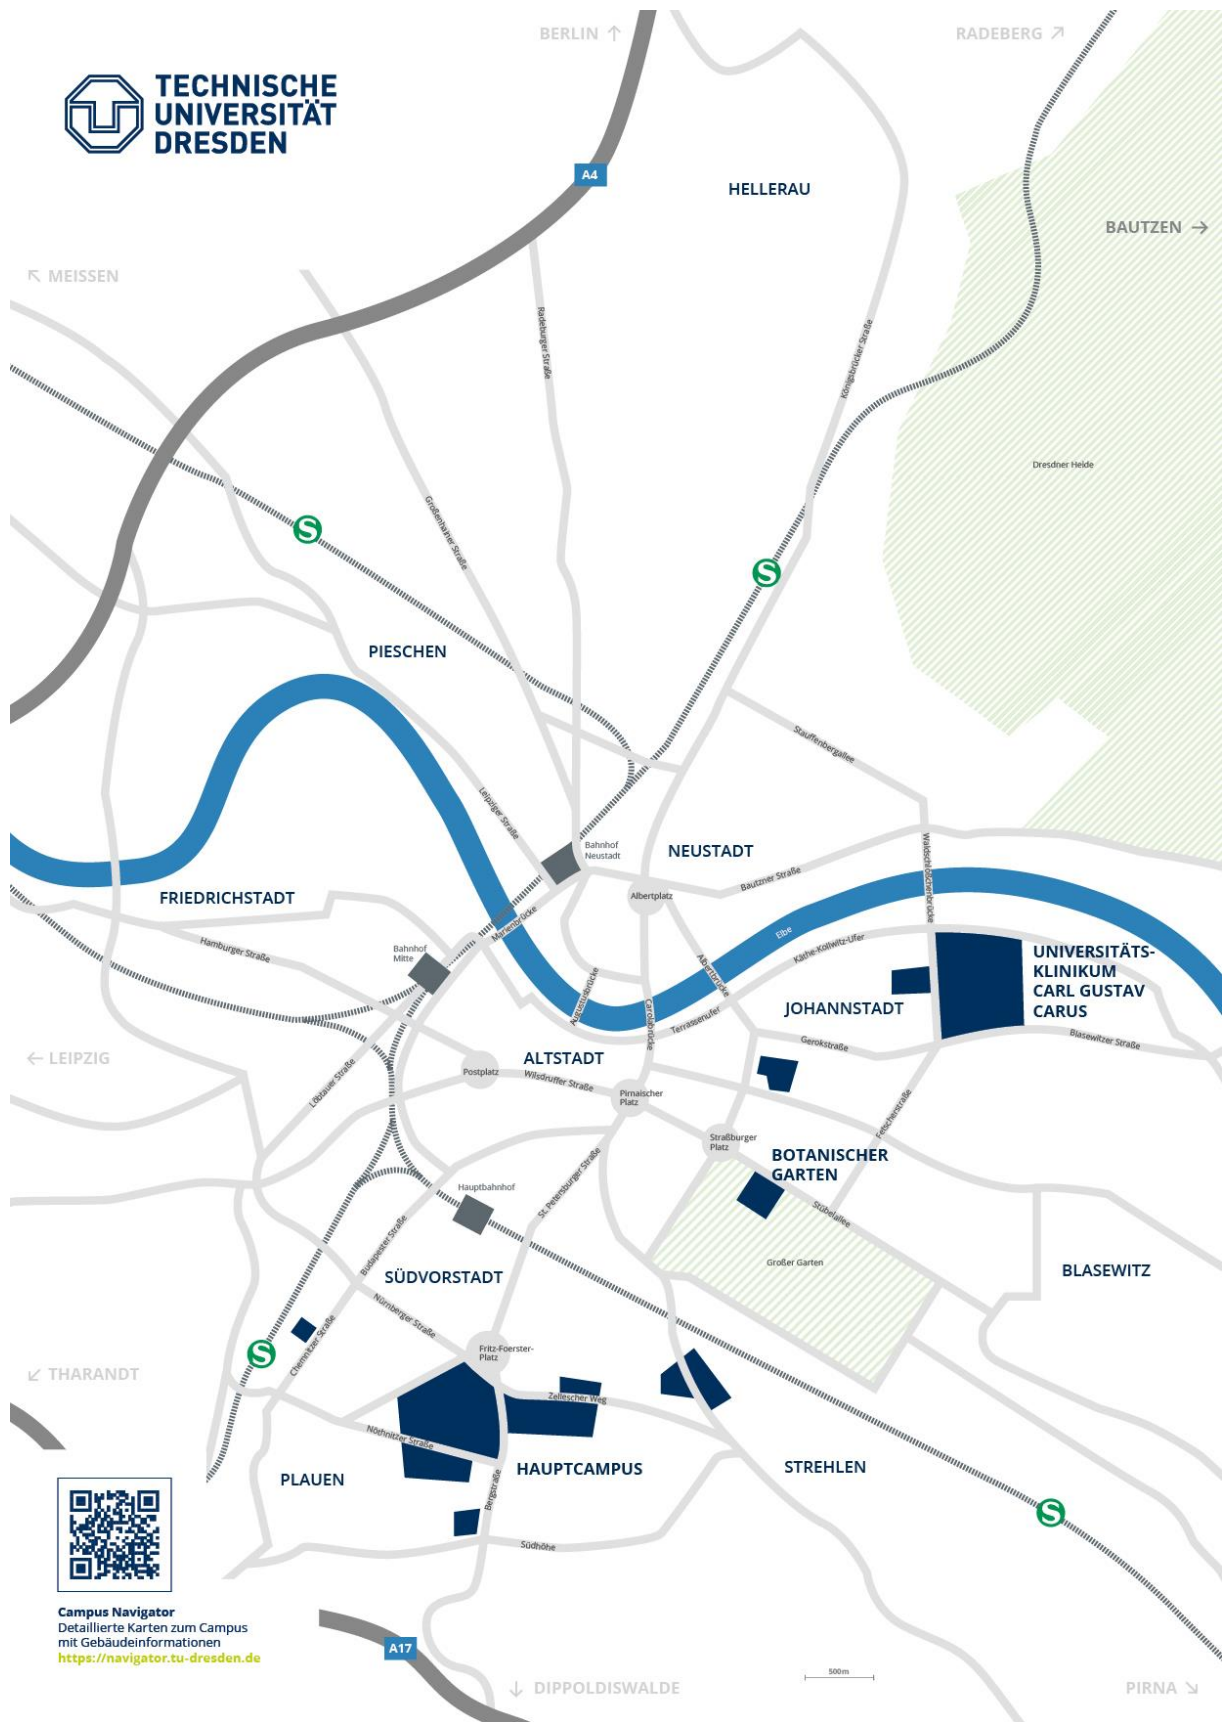 BERLIN ↑
RADEBERG ↗
TECHNISCHE
UNIVERSITÄT
DRESDEN
A4
HELLERAU
BAUTZEN →
↖ MEISSEN
Radeburger Straße
Königsbrücker Straße
Dresdner Heide
Großenhainer Straße
S
S
PIESCHEN
Stauffenbergallee
Leipziger Straße
Bahnhof
Neustadt
NEUSTADT
Waldschlößchenbrücke
Bautzner Straße
FRIEDRICHSTADT
Albertplatz
Marienbrücke
Elbe
Hamburger Straße
Bahnhof
Mitte
Käthe-Kollwitz-Ufer
UNIVERSITÄTS-
KLINIKUM
CARL GUSTAV
CARUS
Albertbrücke
Augustusbrücke
Carolabrücke
Terrassenufer
JOHANNSTADT
Gerokstraße
Blasewitzer Straße
← LEIPZIG
ALTSTADT
Löbtauer Straße
Postplatz
Wilsdruffer Straße
Pirnaischer
Platz
Fetscherstraße
Straßburger
Platz
BOTANISCHER
GARTEN
St. Petersburger Straße
Hauptbahnhof
Stübelallee
Budapester Straße
Großer Garten
SÜDVORSTADT
BLASEWITZ
Nürnberger Straße
Chemnitzer Straße
S
Fritz-Foerster-
Platz
↙ THARANDT
Zellescher Weg
Nöthnitzer Straße
HAUPTCAMPUS
STREHLEN
PLAUEN
Bergstraße
S
Südhöhe
Campus Navigator
Detaillierte Karten zum Campus
mit Gebäudeinformationen
https://navigator.tu-dresden.de
A17
500m
↓ DIPPOLDISWALDE
PIRNA ↘